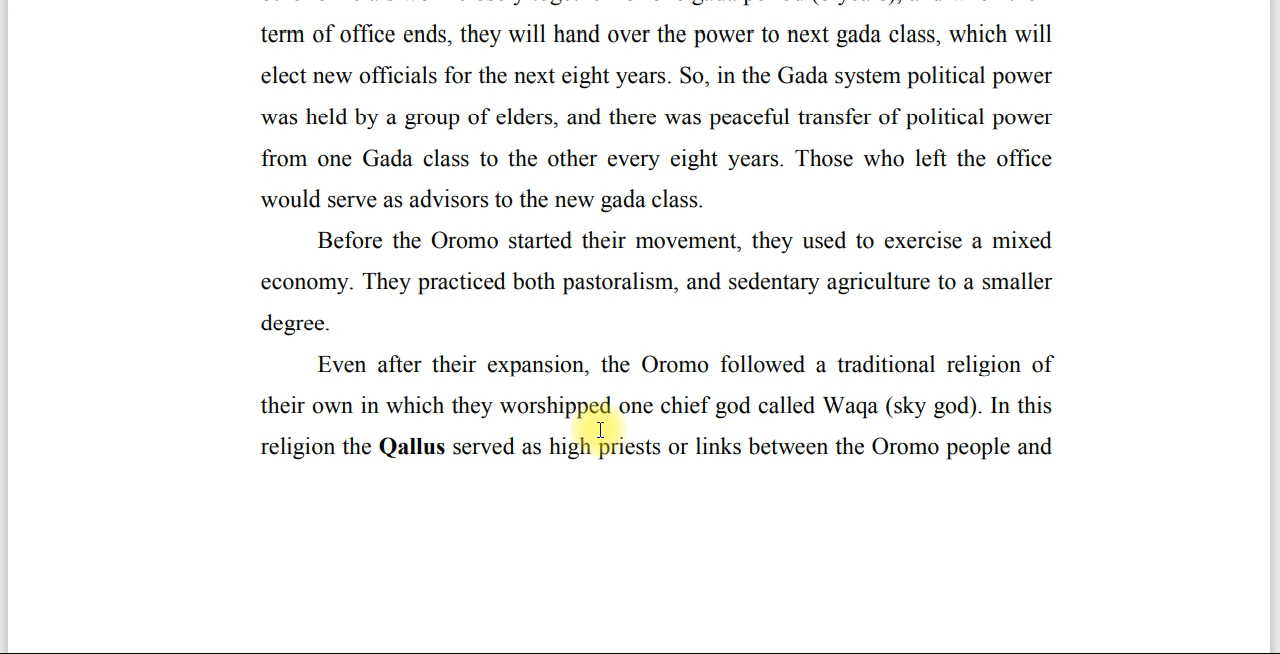 term of office ends, they will hand over the power to next gada class, which will
elect new officials for the next eight years. So, in the Gada system political power
was held by a group of elders, and there was peaceful transfer of political power
from one Gada class to the other every eight years. Those who left the office
would serve as advisors to the new gada class.
Before the Oromo started their movement, they used to exercise a mixed
economy. They practiced both pastoralism, and sedentary agriculture to a smaller
degree.
Even after their expansion, the Oromo followed a traditional religion of
their own in which they worshipped one chief god called Waqa (sky god). In this
religion the Qallus served as high priests or links between the Oromo people and